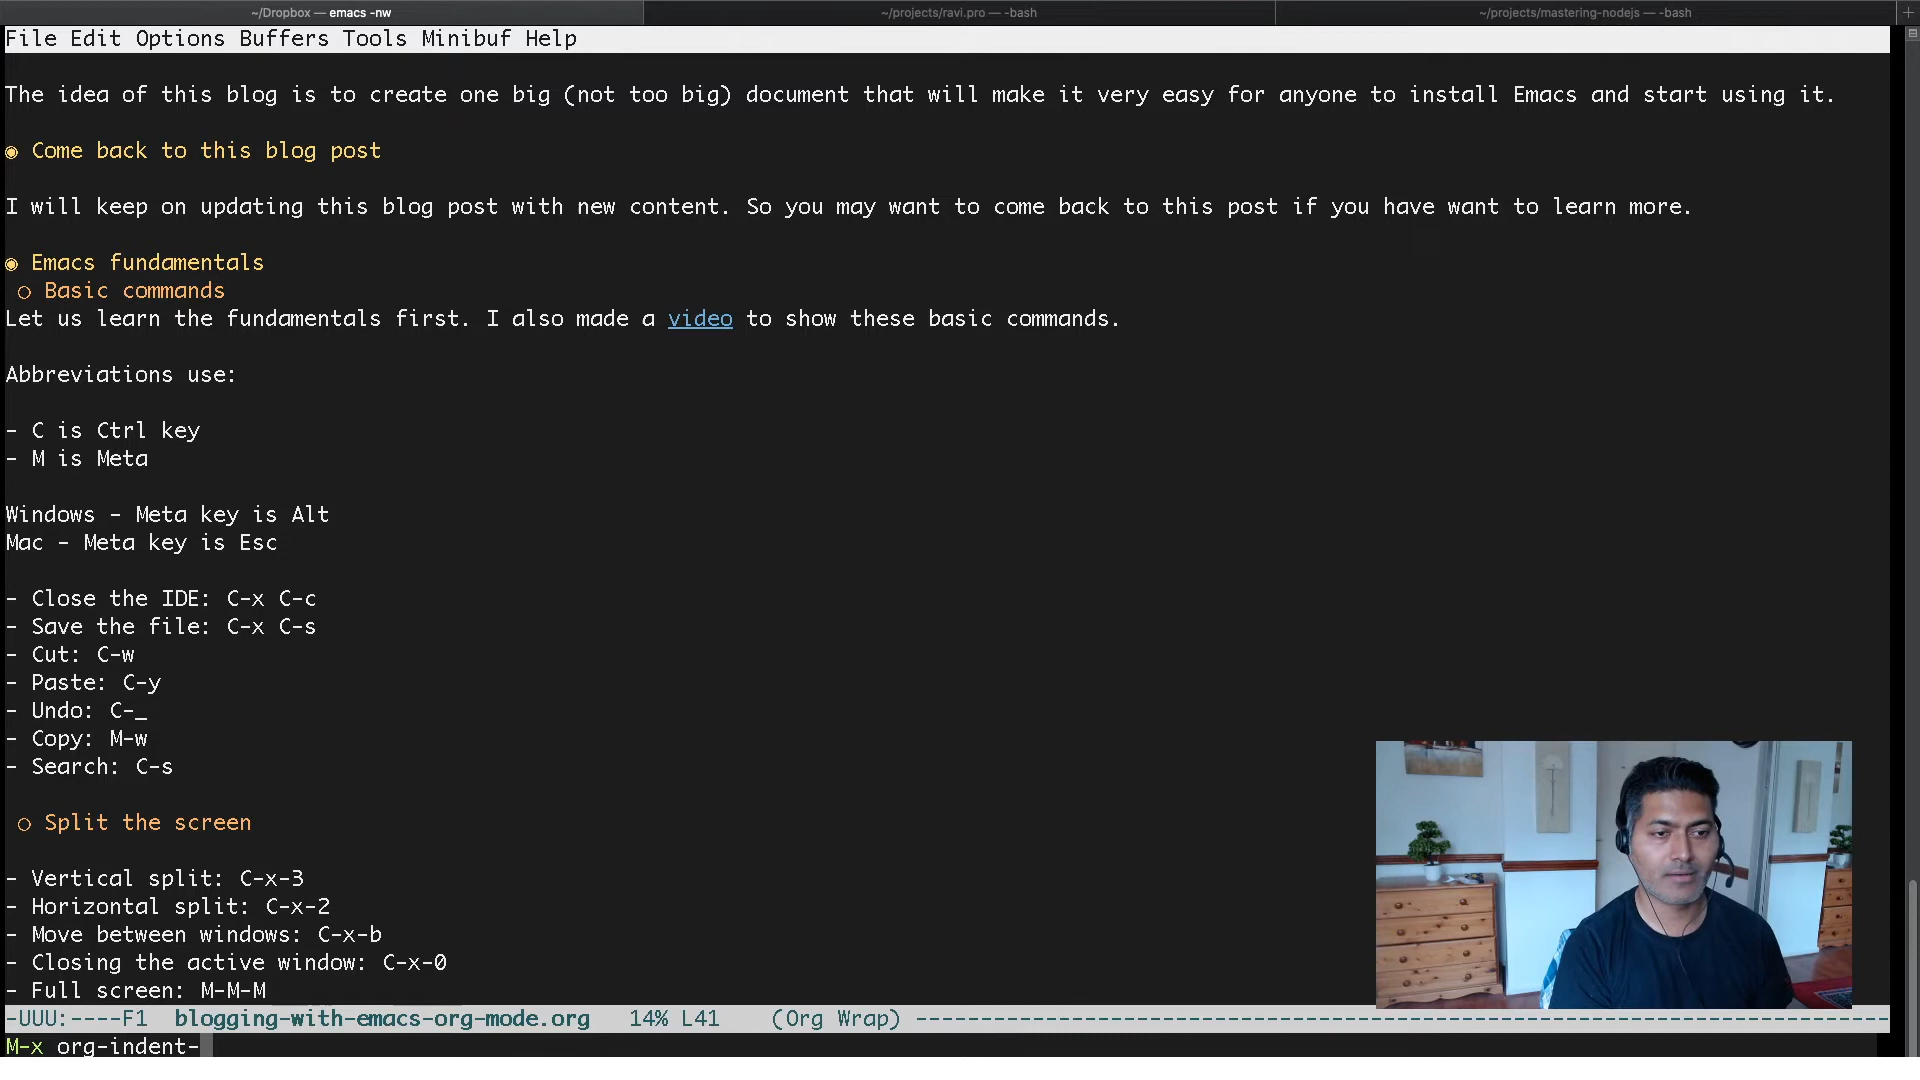 ~/Dropbox — emacs -nw
~/projects/ravi.pro — -bash
~/projects/mastering-nodejs — -bash
+
File Edit Options Buffers Tools Minibuf Help
The idea of this blog is to create one big (not too big) document that will make it very easy for anyone to install Emacs and start using it.
◉ Come back to this blog post
I will keep on updating this blog post with new content. So you may want to come back to this post if you have want to learn more.
◉ Emacs fundamentals
○ Basic commands
Let us learn the fundamentals first. I also made a video to show these basic commands.
Abbreviations use:
- C is Ctrl key
- M is Meta
Windows - Meta key is Alt
Mac - Meta key is Esc
- Close the IDE: C-x C-c
- Save the file: C-x C-s
- Cut: C-w
- Paste: C-y
- Undo: C-_
- Copy: M-w
- Search: C-s
○ Split the screen
- Vertical split: C-x-3
- Horizontal split: C-x-2
- Move between windows: C-x-b
- Closing the active window: C-x-0
- Full screen: M-M-M
-UUU:----F1  blogging-with-emacs-org-mode.org   14% L41    (Org Wrap) ---------------------------------------------------------------------------
M-x org-indent-